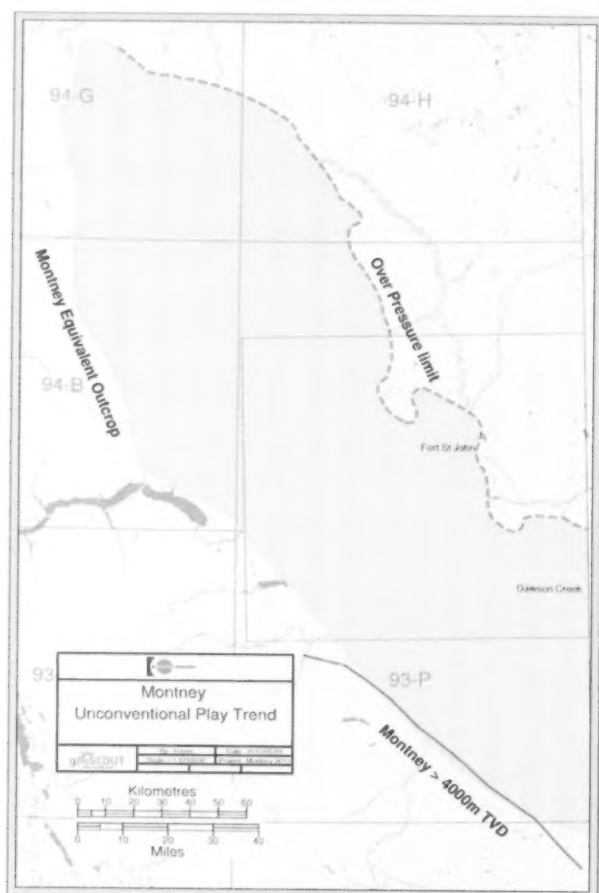 94-G
94-H
Montney Equivalent Outcrop
Over Pressure limit
94-B
Fort St John
Dawson Creek
93
93-P
Montney
Unconventional Play Trend
geoSCOUT
Montney > 4000m TVD
Kilometres
0 10 20 30 40 50 60
0 10 20 30 40
Miles